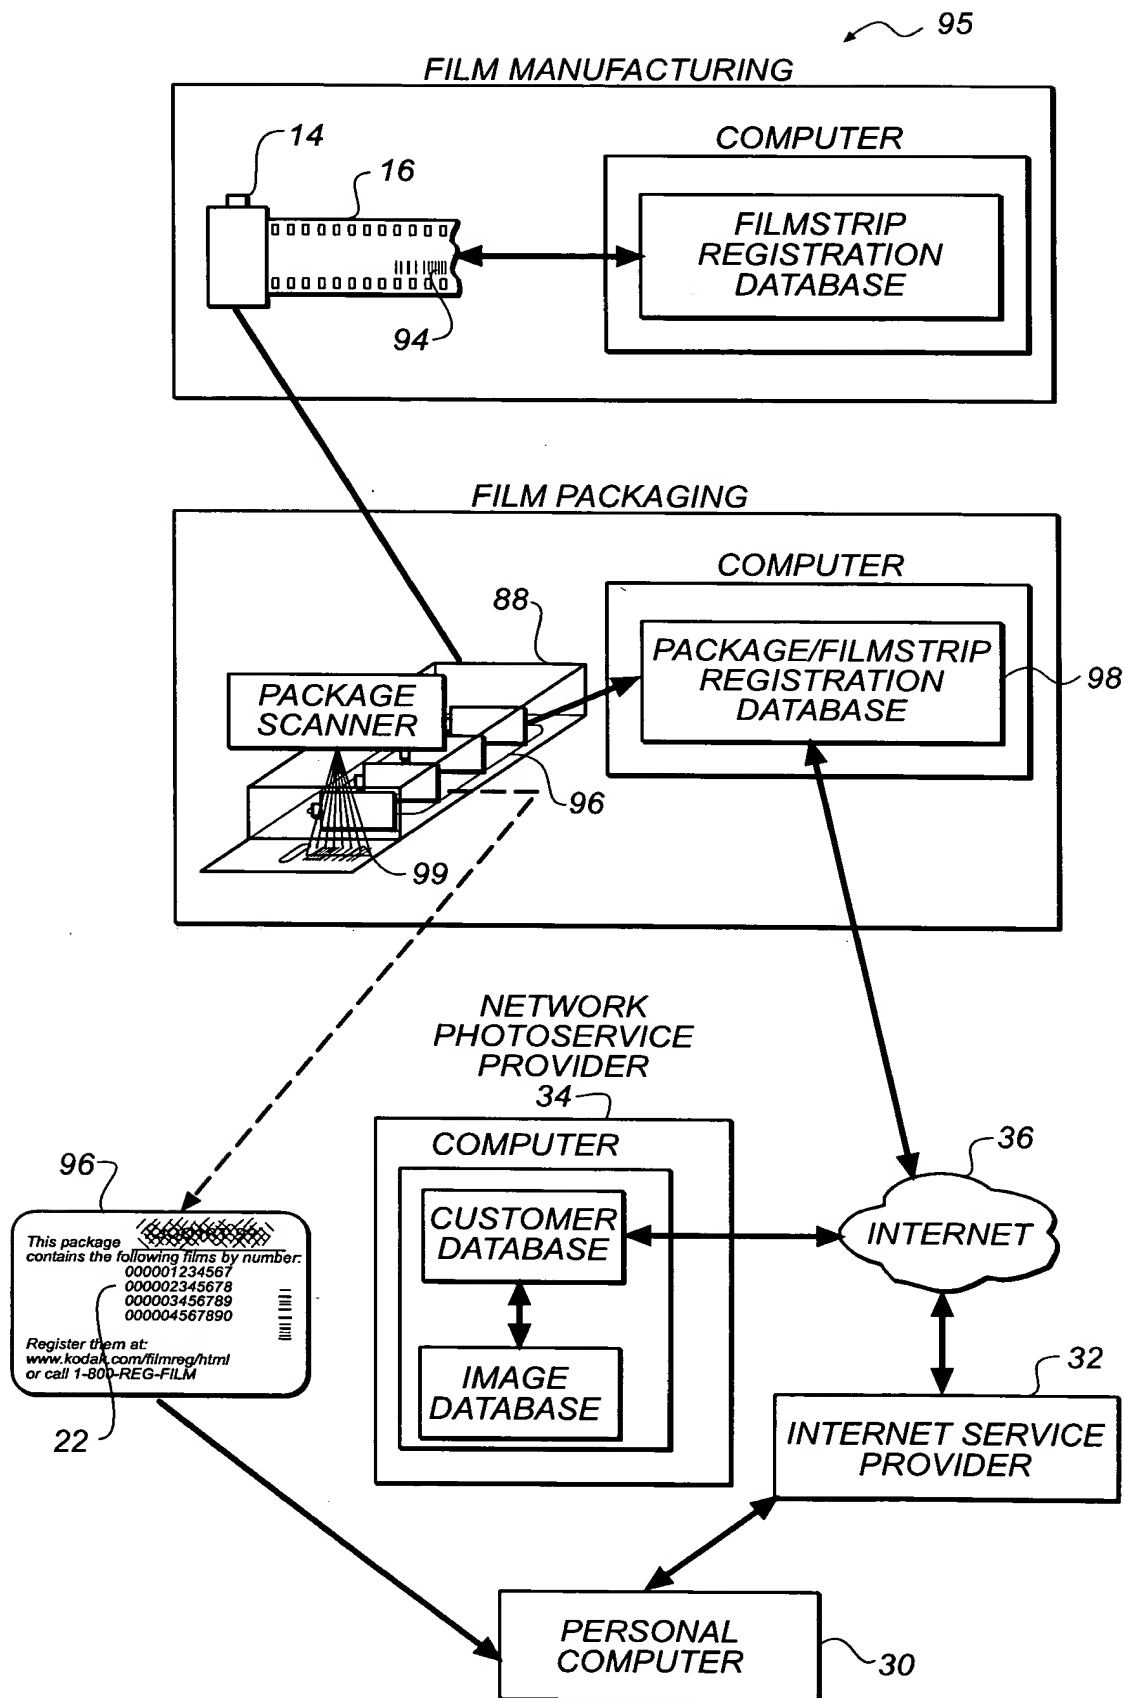 95
FILM MANUFACTURING
COMPUTER
14
16
FILMSTRIP
REGISTRATION
DATABASE
94
FILM PACKAGING
COMPUTER
88
PACKAGE/FILMSTRIP
REGISTRATION
DATABASE
98
PACKAGE
SCANNER
96
99
NETWORK
PHOTOSERVICE
PROVIDER
34
COMPUTER
CUSTOMER
DATABASE
IMAGE
DATABASE
36
INTERNET
96
This package
contains the following films by number:
000001234567
000002345678
000003456789
000004567890
Register them at:
www.kodak.com/filmreg/html
or call 1-800-REG-FILM
22
32
INTERNET SERVICE
PROVIDER
PERSONAL
COMPUTER
30